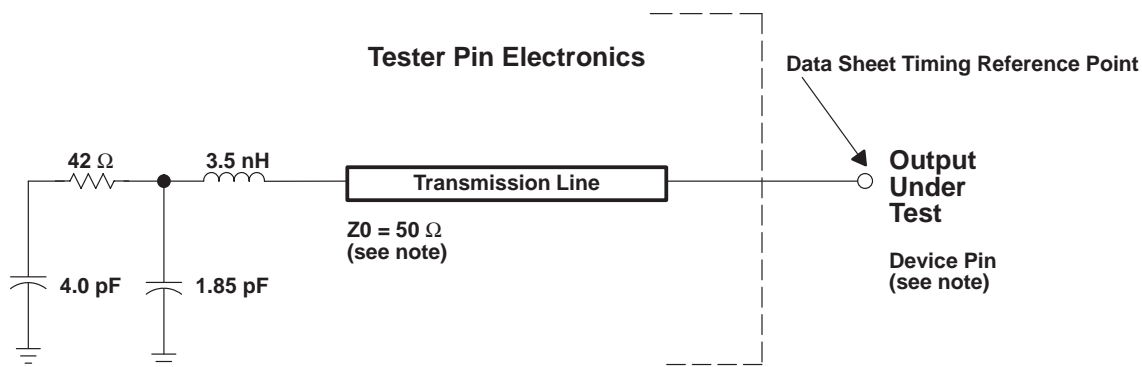 Tester Pin Electronics
Data Sheet Timing Reference Point
42 Ω
3.5 nH
Transmission Line
Output
Under
Test
Z0 = 50 Ω
(see note)
Device Pin
(see note)
4.0 pF
1.85 pF